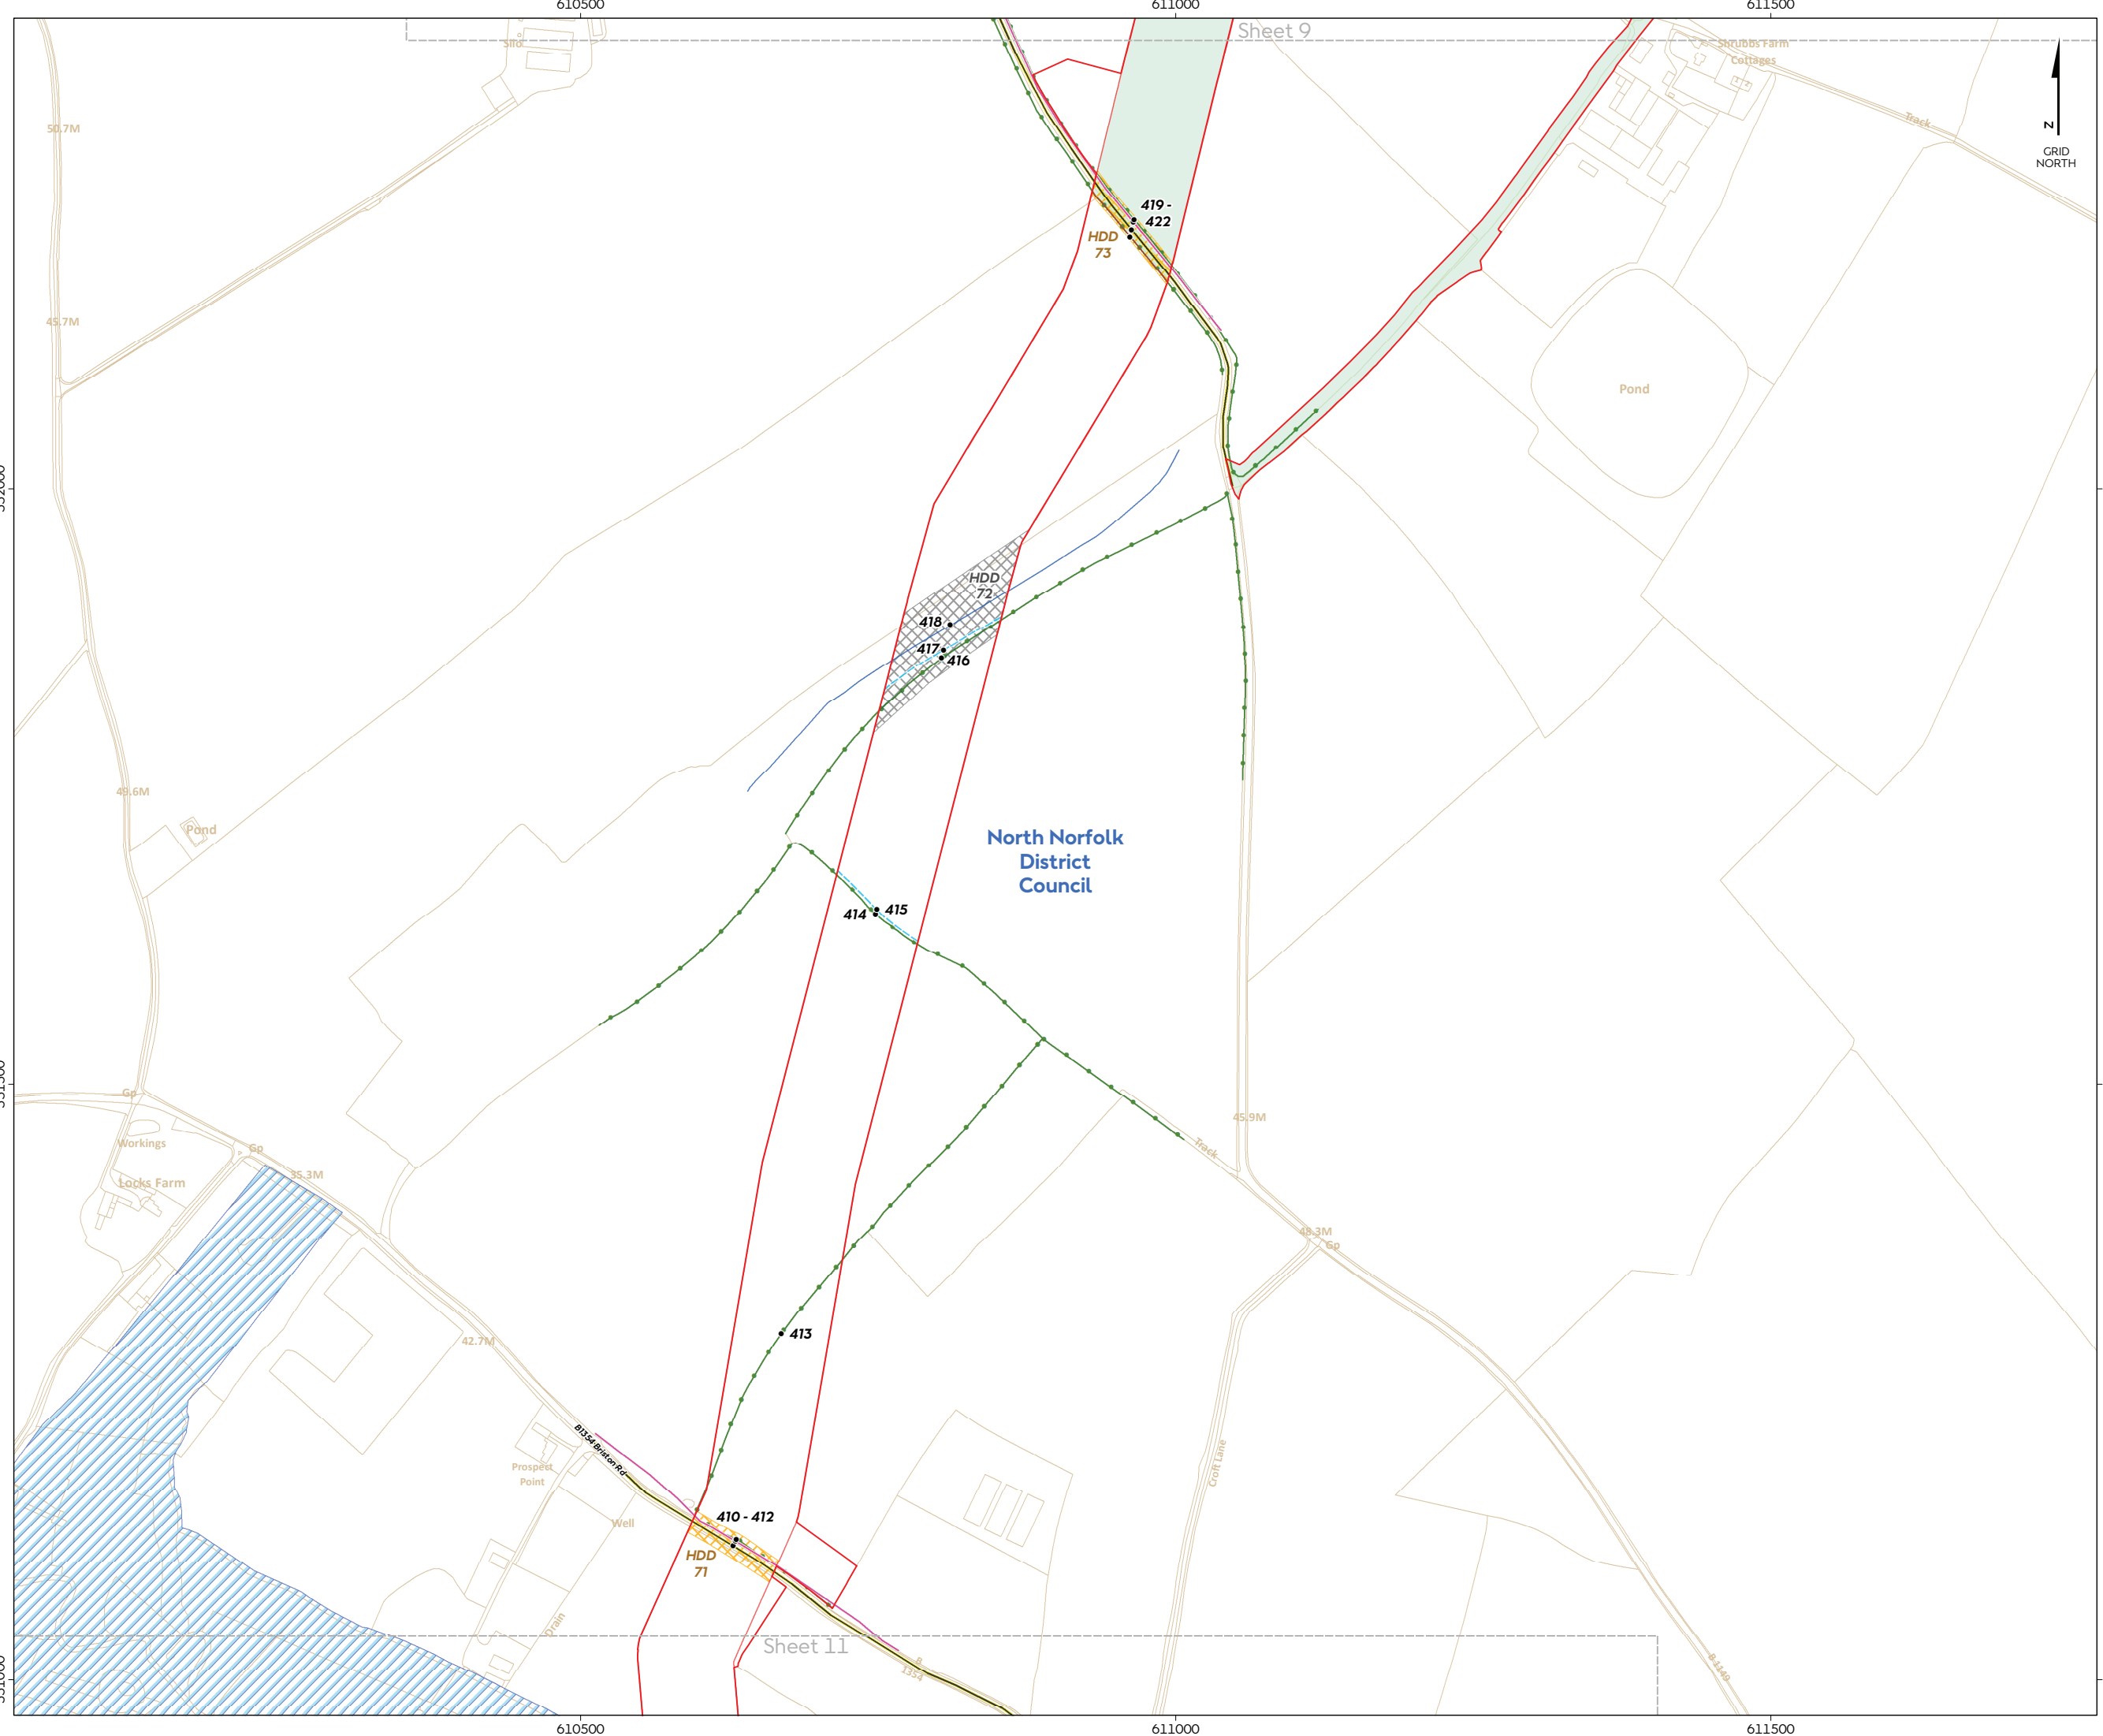 610500
611000
611500
Sheet 9
Silo
Shrubbs Farm
Cottages
50.7M
Track
Z
GRID
NORTH
419 -
422
HDD
73
45.7M
Pond
HDD
72
418
417
416
49.6M
Pond
North Norfolk
District
Council
415
414
Gp
45.9M
Workings
Gp
Track
35.3M
Locks Farm
48.3M
Gp
413
42.7M
B1354 Briston Rd
Croft Lane
Prospect
Point
410 - 412
Well
HDD
71
Drain
Sheet 11
B
1354
B 1149
610500
611000
611500